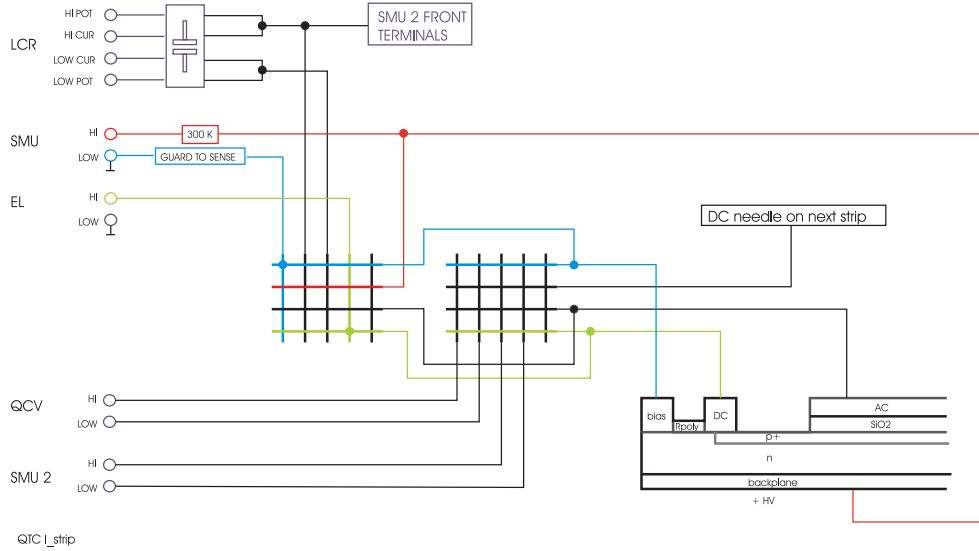 HI POT
HI CUR
LCR
LOW CUR
LOW POT
SMU 2 FRONT
TERMINALS
SMU
HI
300 K
LOW
GUARD TO SENSE
EL
HI
LOW
DC needle on next strip
QCV
HI
LOW
bias
Rpoly
DC
AC
SiO2
p+
n
backplane
+ HV
SMU 2
HI
LOW
QTC I_strip